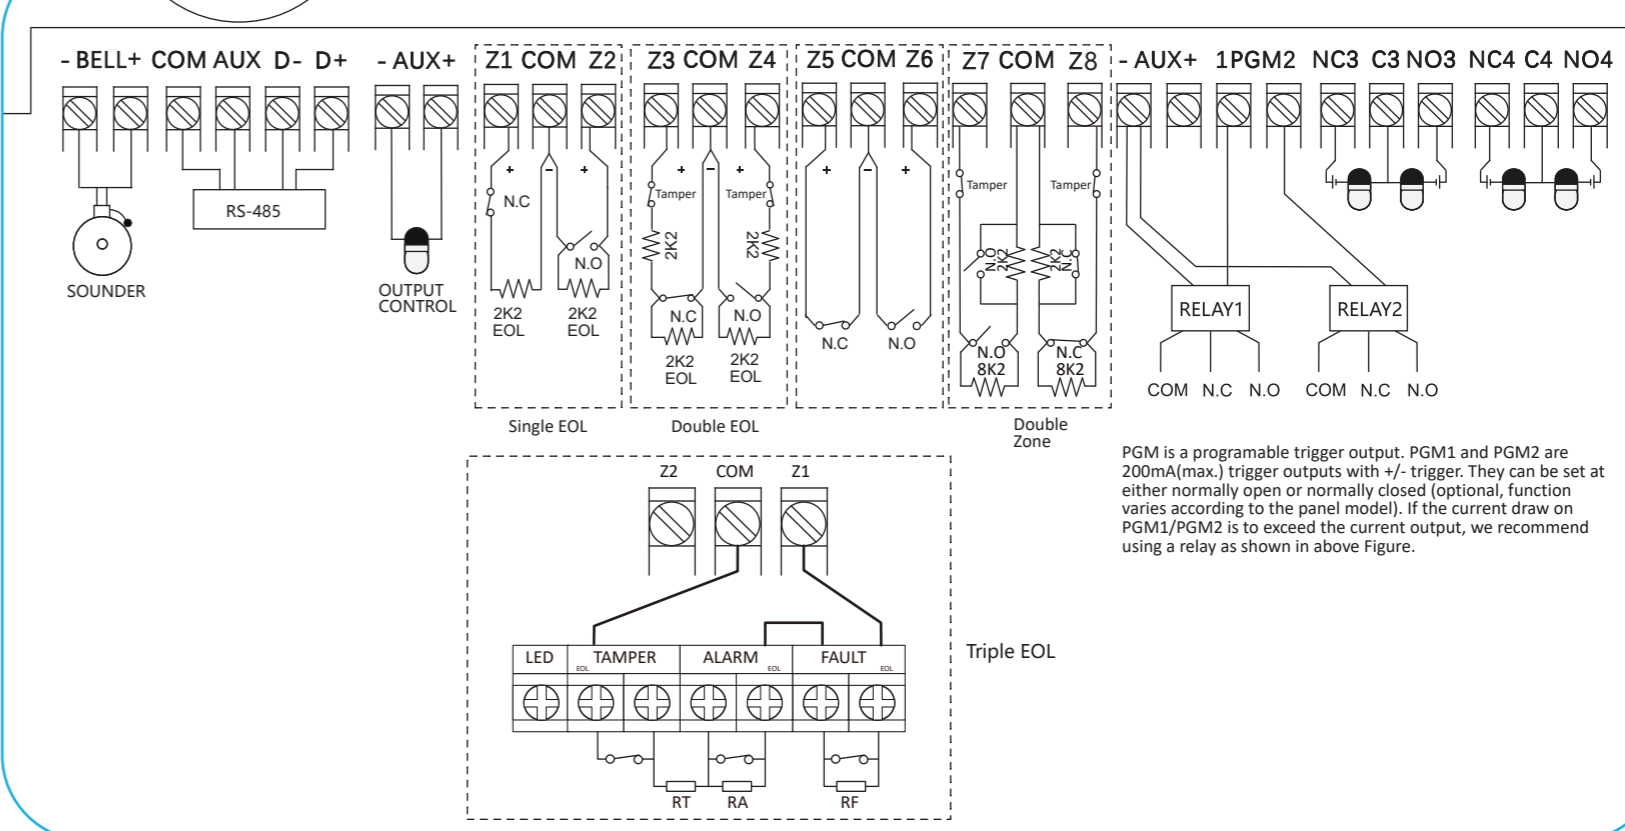 - BELL+ COM AUX D- D+ - AUX+ Z1 COM Z2 Z3 COM Z4 Z5 COM Z6 Z7 COM Z8 - AUX+ 1PGM2 NC3 C3 NO3 NC4 C4 NO4
+ - +
+ - +
+ - +
N.C
Tamper Tamper
Tamper Tamper
RS-485
2K2 2K2
N.O
N.O 2K2 2K2 N.C
SOUNDER
OUTPUT
CONTROL
2K2
EOL
2K2
EOL
N.C N.O
2K2
EOL
2K2
EOL
N.C N.O
N.O
8K2
N.C
8K2
RELAY1 RELAY2
COM N.C N.O COM N.C N.O
Single EOL Double EOL
Double
Zone
PGM is a programable trigger output. PGM1 and PGM2 are
200mA(max.) trigger outputs with +/- trigger. They can be set at
either normally open or normally closed (optional, function
varies according to the panel model). If the current draw on
PGM1/PGM2 is to exceed the current output, we recommend
using a relay as shown in above Figure.
Z2 COM Z1
LED TAMPER ALARM FAULT
EOL EOL EOL
Triple EOL
RT RA RF